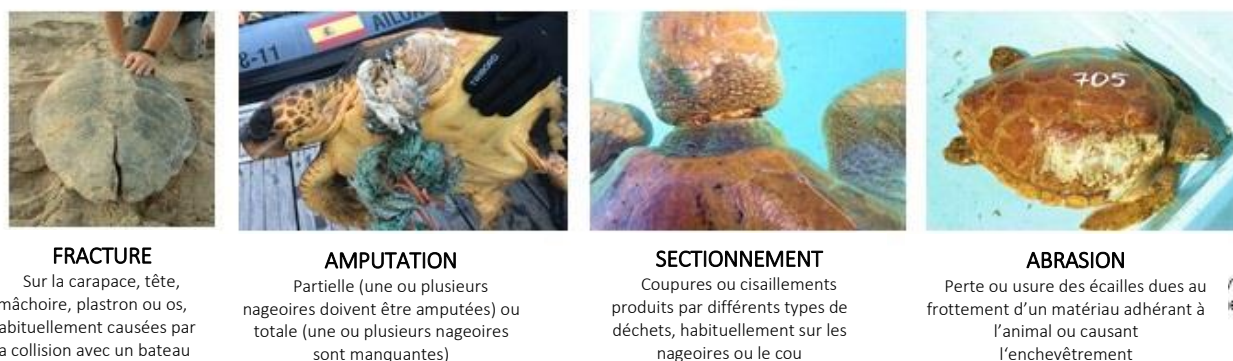 AILUA
8-11
705
FRACTURE
Sur la carapace, tête,
mâchoire, plastron ou os,
abituellement causées par
a collision avec un bateau
AMPUTATION
Partielle (une ou plusieurs
nageoires doivent être amputées) ou
totale (une ou plusieurs nageoires
sont manquantes)
SECTIONNEMENT
Coupures ou cisaillements
produits par différents types de
déchets, habituellement sur les
nageoires ou le cou
ABRASION
Perte ou usure des écailles dues au
frottement d’un matériau adhérant à
l’animal ou causant
l’enchevêtrement